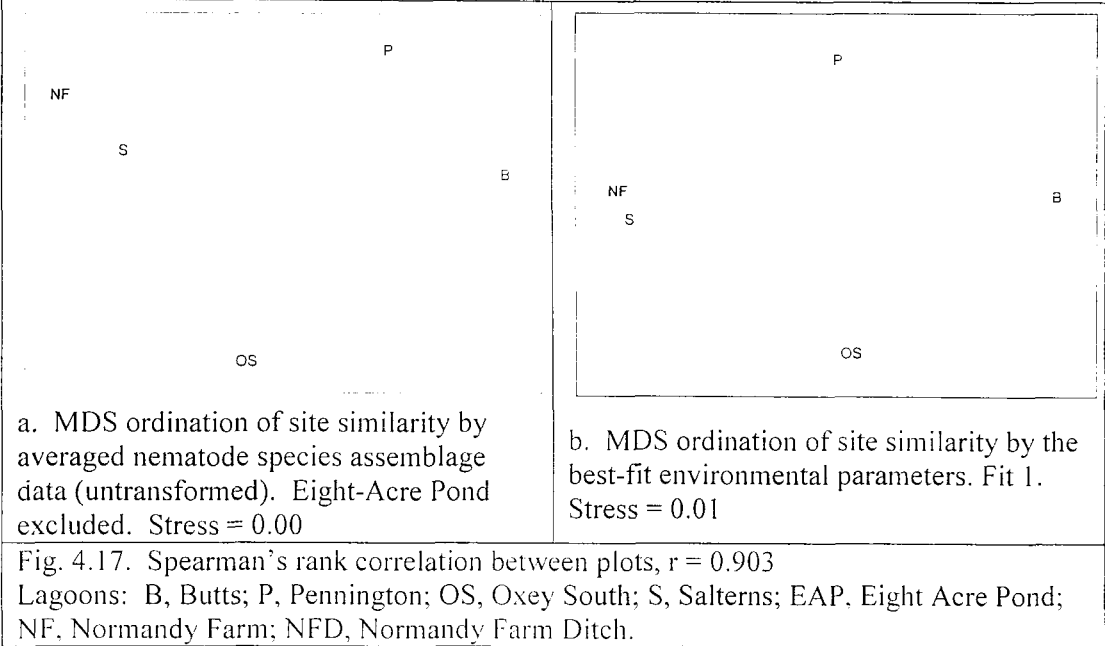 P
NF
S
B
OS
a. MDS ordination of site similarity by
averaged nematode species assemblage
data (untransformed). Eight-Acre Pond
excluded. Stress = 0.00
P
NF
S
B
OS
b. MDS ordination of site similarity by the
best-fit environmental parameters. Fit 1.
Stress = 0.01
Fig. 4.17. Spearman's rank correlation between plots, r = 0.903
Lagoons: B, Butts; P, Pennington; OS, Oxey South; S, Salterns; EAP, Eight Acre Pond;
NF, Normandy Farm; NFD, Normandy Farm Ditch.